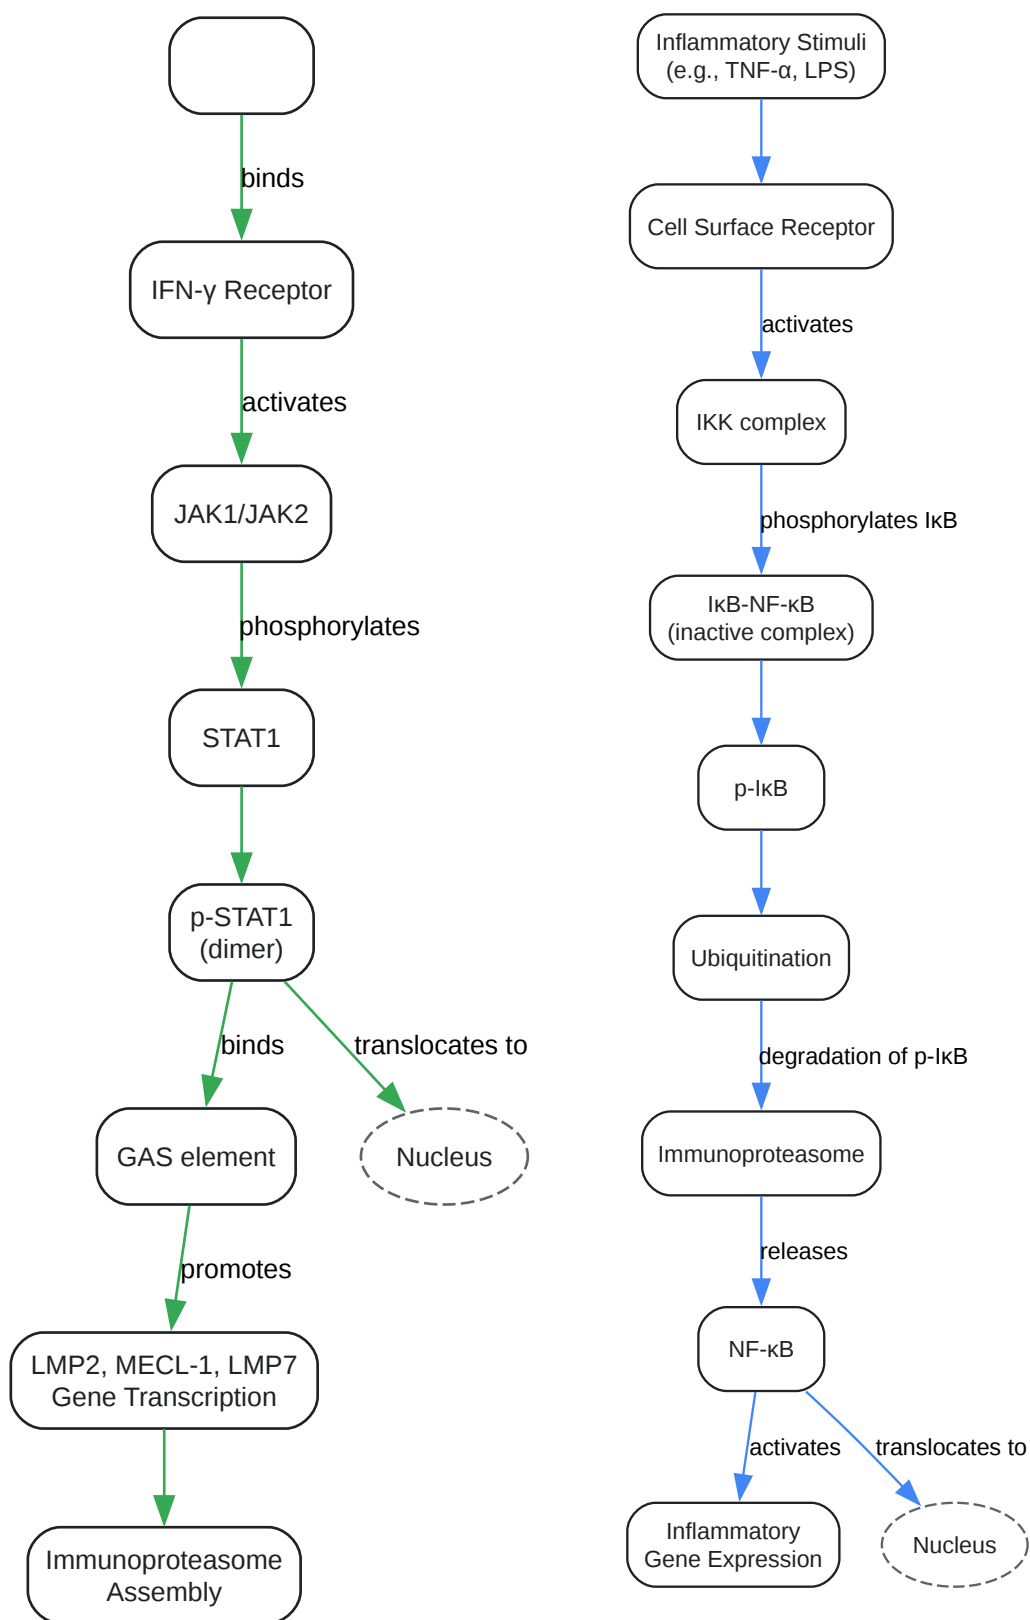 binds
IFN-γ Receptor
activates
JAK1/JAK2
phosphorylates
STAT1
p-STAT1
(dimer)
binds
translocates to
GAS element
Nucleus
promotes
LMP2, MECL-1, LMP7
Gene Transcription
Immunoproteasome
Assembly
Inflammatory Stimuli
(e.g., TNF-α, LPS)
Cell Surface Receptor
activates
IKK complex
phosphorylates IκB
IκB-NF-κB
(inactive complex)
p-IκB
Ubiquitination
degradation of p-IκB
Immunoproteasome
releases
NF-κB
activates
translocates to
Inflammatory
Gene Expression
Nucleus